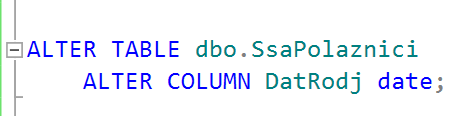 ALTER TABLE dbo.SsaPolaznici
ALTER COLUMN DatRodj date;